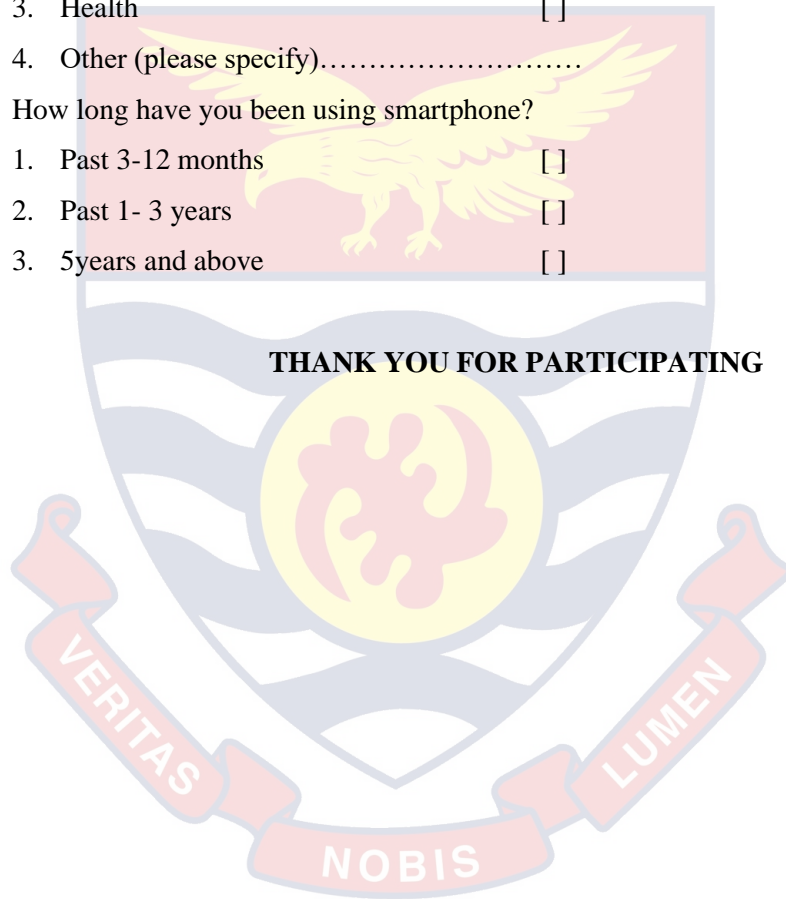 3. Health [ ]
4. Other (please specify)………………………
How long have you been using smartphone?
1. Past 3-12 months [ ]
2. Past 1- 3 years [ ]
3. 5years and above [ ]
THANK YOU FOR PARTICIPATING
VERITAS
NOBIS
LUMEN